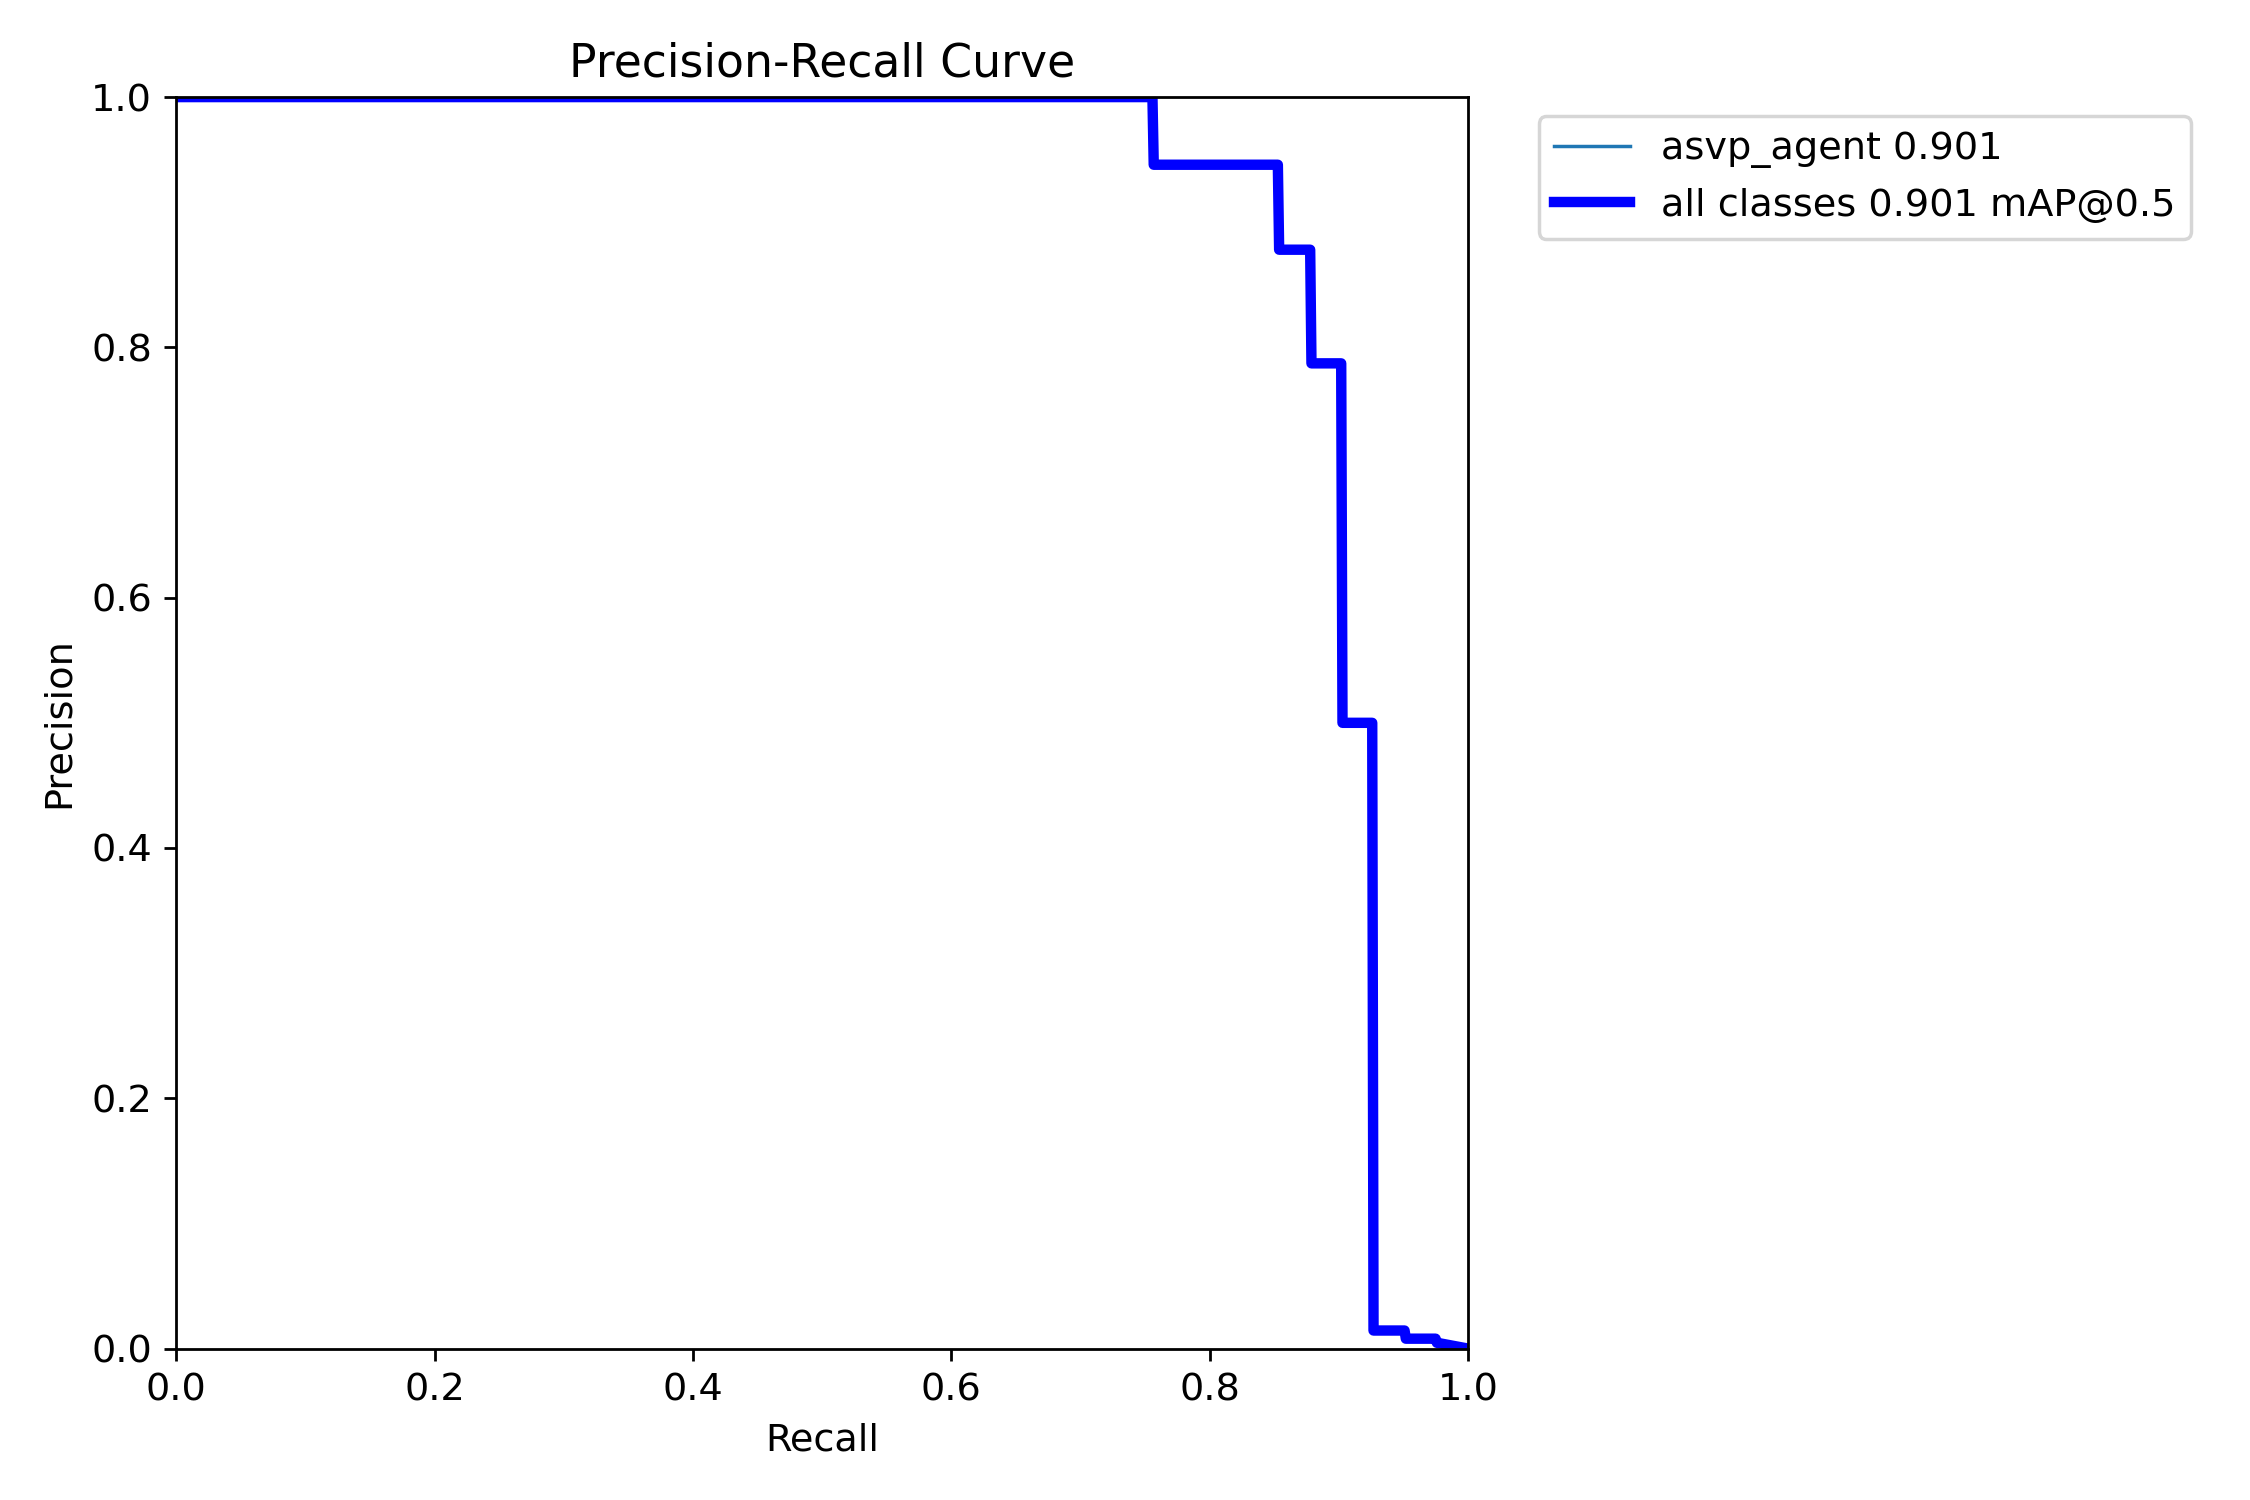 Precision-Recall Curve
asvp_agent 0.901
all classes 0.901 mAP@0.5
1.0
0.8
0.6
0.4
0.2
0.0
Precision
0.0 0.2 0.4 0.6 0.8 1.0
Recall